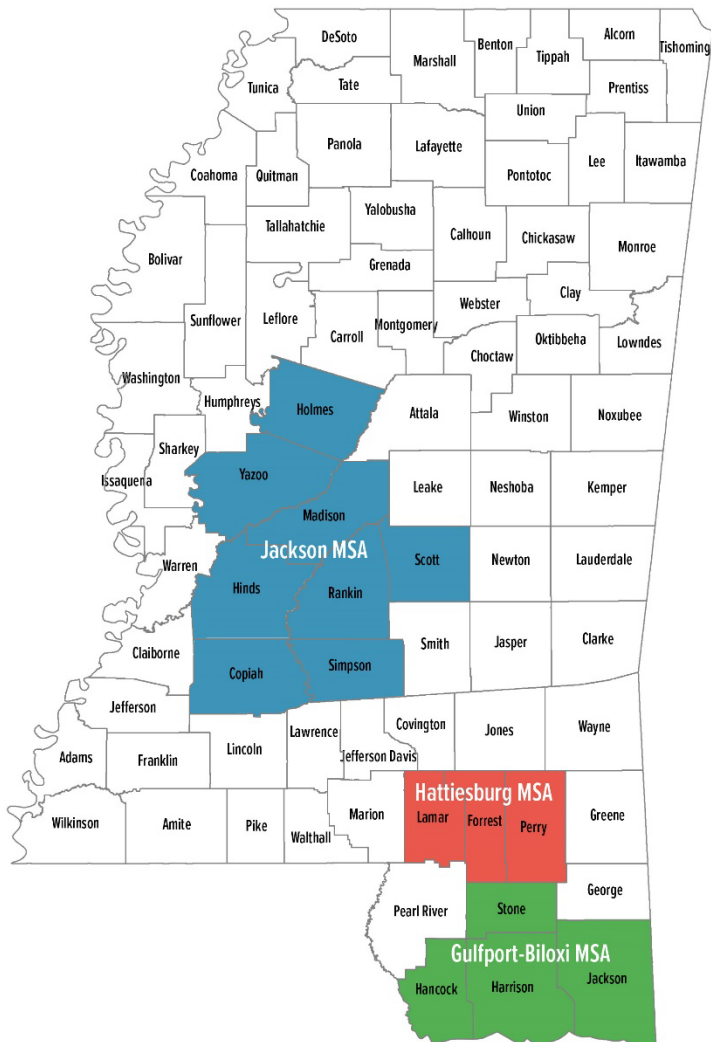 DeSoto
Marshall
Benton
Tippah
Alcorn
Tishoming
Tunica
Tate
Prentiss
Union
Panola
Lafayette
Pontotoc
Lee
Itawamba
Coahoma
Quitman
Tallahatchie
Yalobusha
Calhoun
Chickasaw
Monroe
Bolivar
Grenada
Sunflower
Leflore
Carroll
Montgomery
Webster
Clay
Choctaw
Oktibbeha
Lowndes
Washington
Humphreys
Holmes
Attala
Winston
Noxubee
Sharkey
Issaquena
Yazoo
Leake
Neshoba
Kemper
Madison
Jackson MSA
Warren
Scott
Newton
Lauderdale
Hinds
Rankin
Claiborne
Copiah
Simpson
Smith
Jasper
Clarke
Jefferson
Adams
Franklin
Lincoln
Lawrence
Jefferson Davis
Covington
Jones
Wayne
Wilkinson
Amite
Pike
Walthall
Marion
Hattiesburg MSA
Lamar
Forrest
Perry
Greene
Pearl River
Stone
George
Gulfport-Biloxi MSA
Hancock
Harrison
Jackson